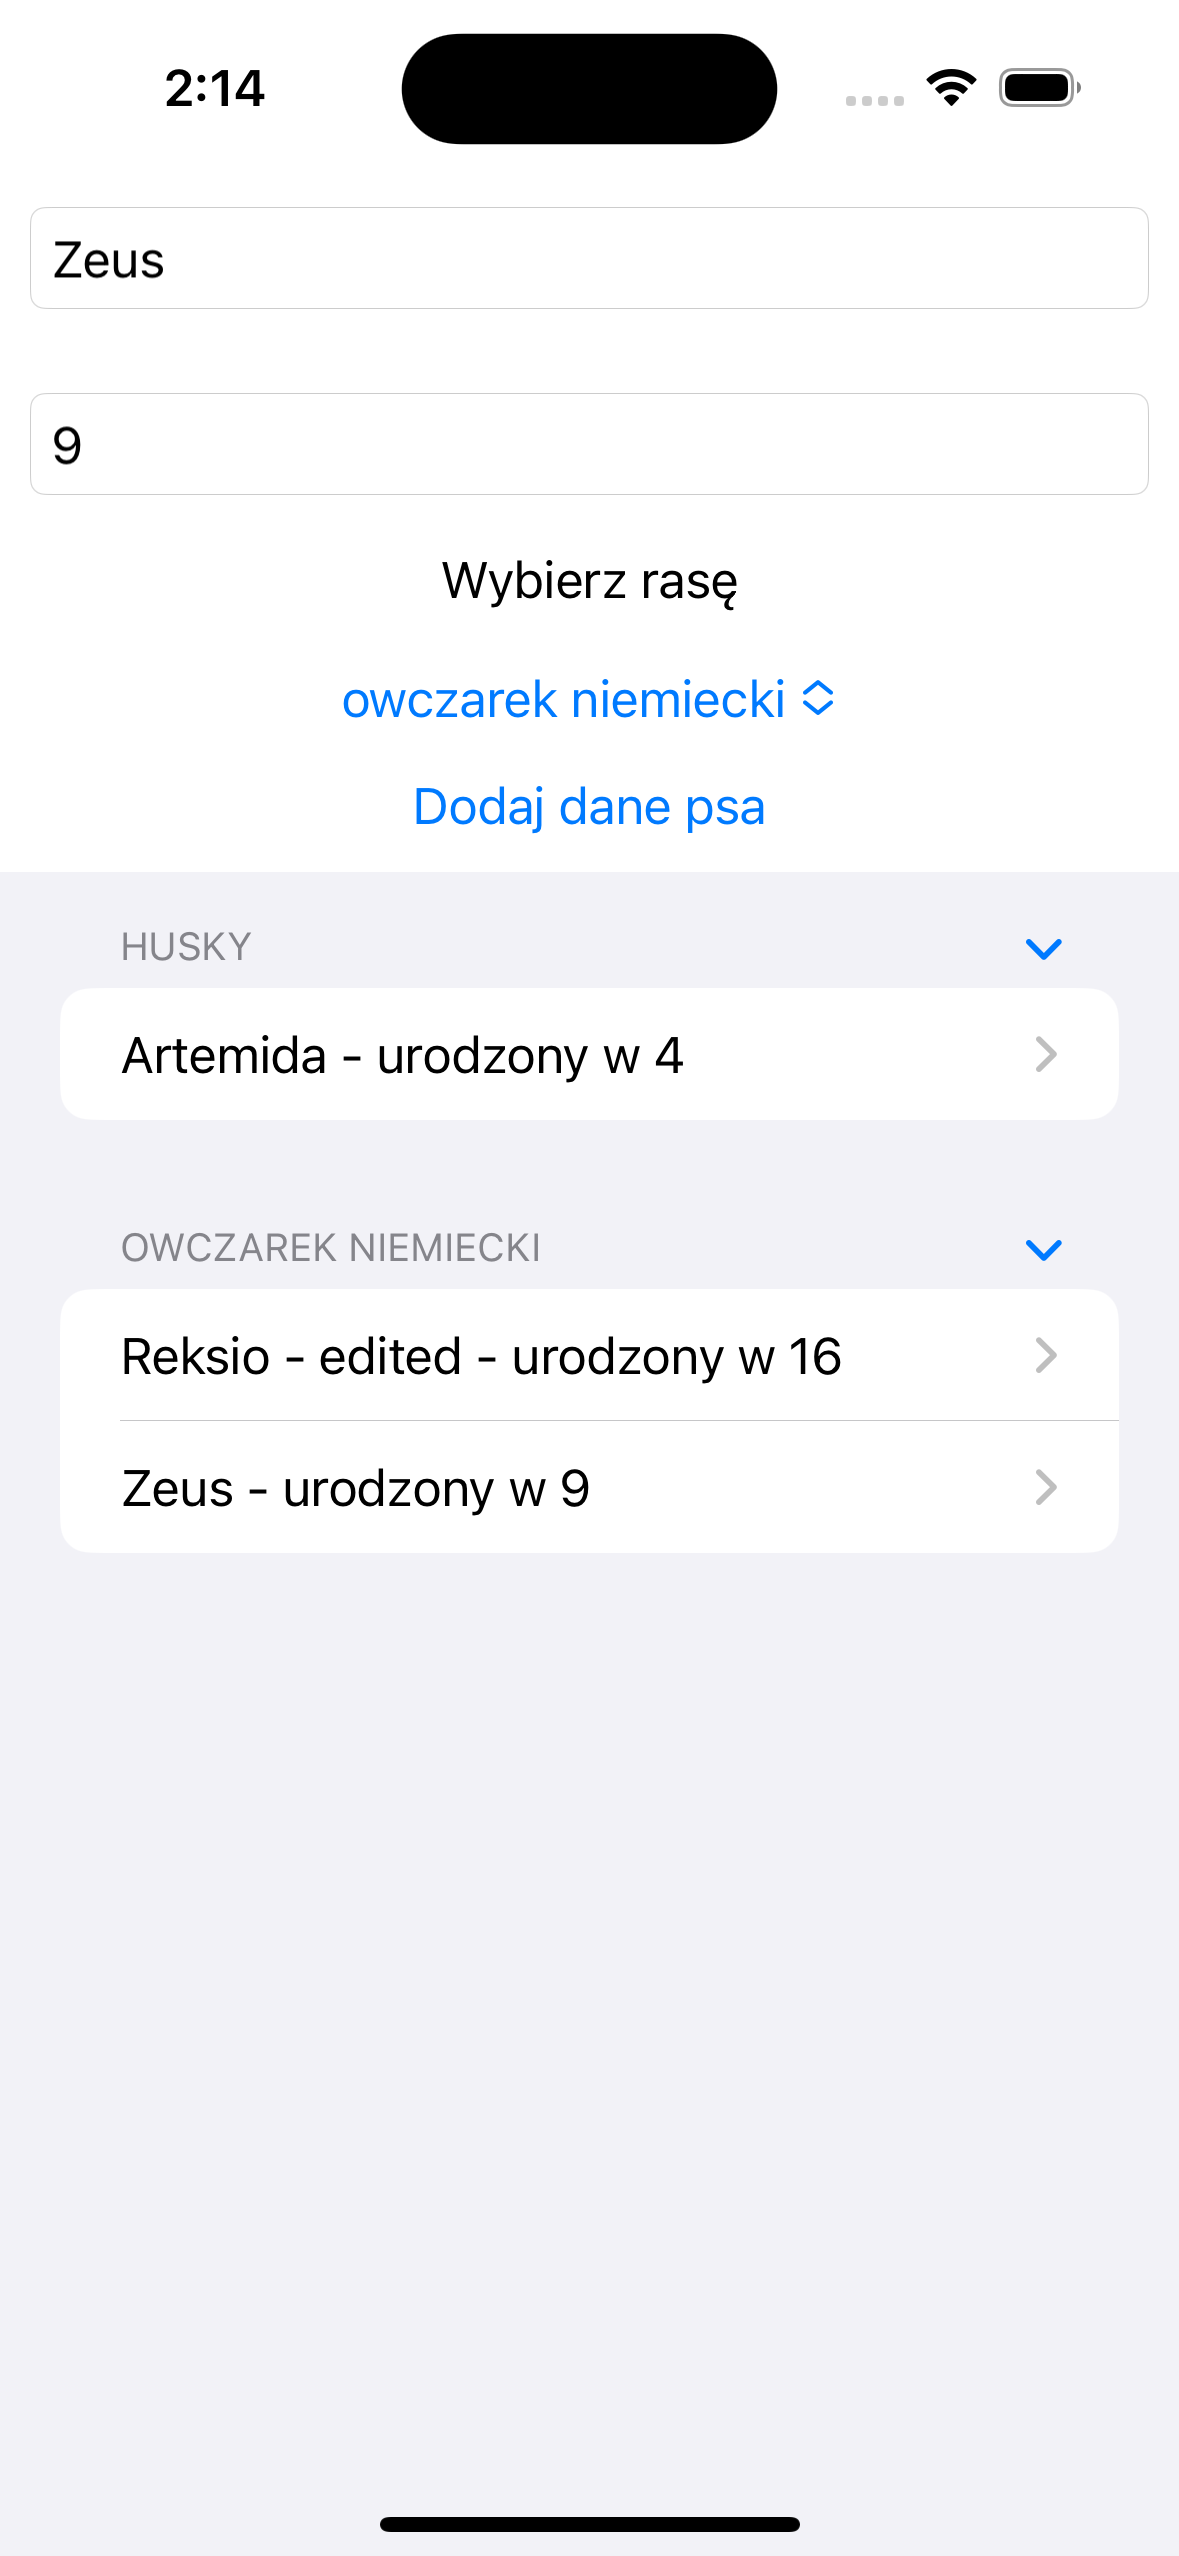 2:14
Zeus
9
Wybierz rasę
owczarek niemiecki
Dodaj dane psa
HUSKY
Artemida - urodzony w 4
OWCZAREK NIEMIECKI
Reksio - edited - urodzony w 16
Zeus - urodzony w 9